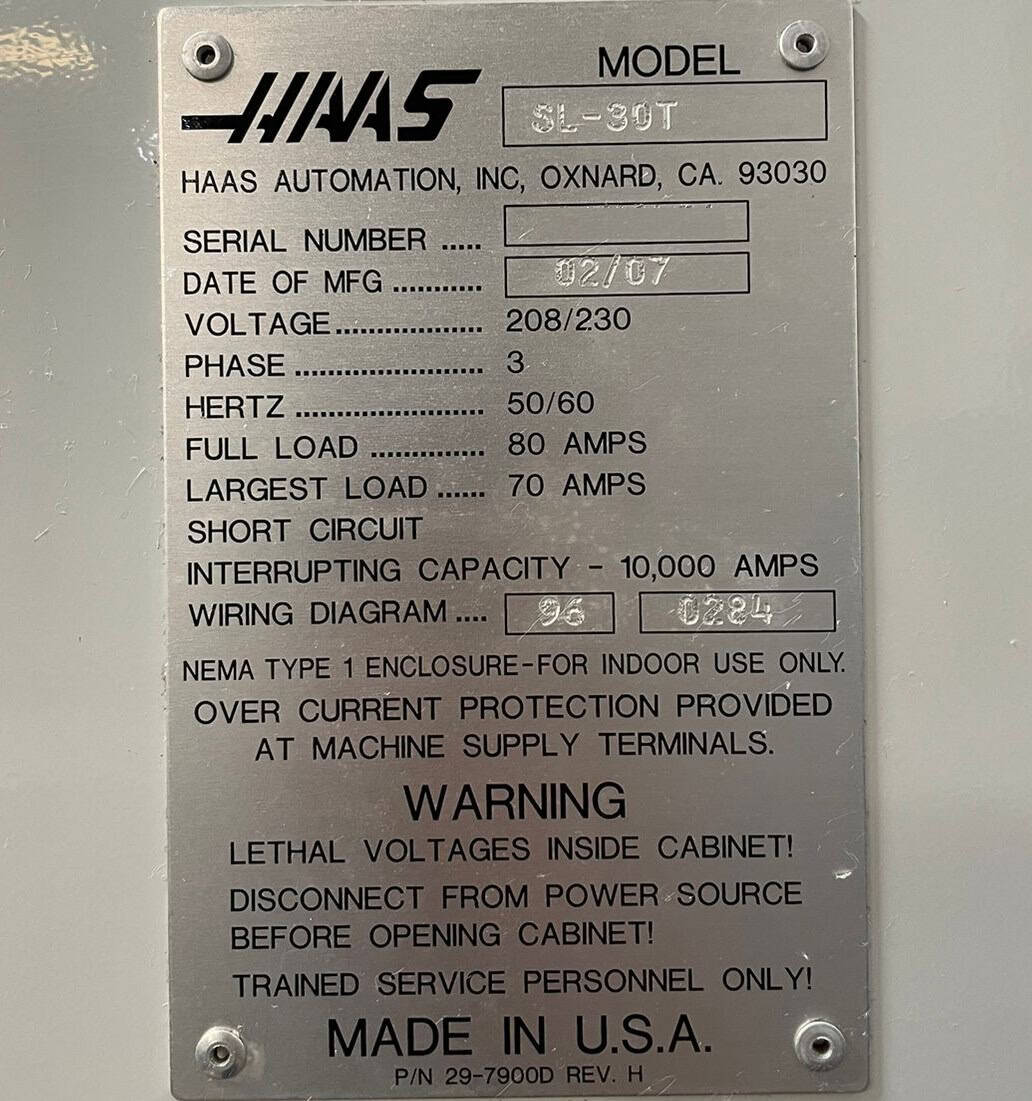 HAAS
MODEL
SL-30T
HAAS AUTOMATION, INC, OXNARD, CA. 93030
SERIAL NUMBER .....
DATE OF MFG ........... 02/07
VOLTAGE.................. 208/230
PHASE ....................... 3
HERTZ ....................... 50/60
FULL LOAD .............. 80 AMPS
LARGEST LOAD ...... 70 AMPS
SHORT CIRCUIT
INTERRUPTING CAPACITY - 10,000 AMPS
WIRING DIAGRAM .... 96 0284
NEMA TYPE 1 ENCLOSURE-FOR INDOOR USE ONLY.
OVER CURRENT PROTECTION PROVIDED
AT MACHINE SUPPLY TERMINALS.
WARNING
LETHAL VOLTAGES INSIDE CABINET!
DISCONNECT FROM POWER SOURCE
BEFORE OPENING CABINET!
TRAINED SERVICE PERSONNEL ONLY!
MADE IN U.S.A.
P/N 29-7900D REV. H